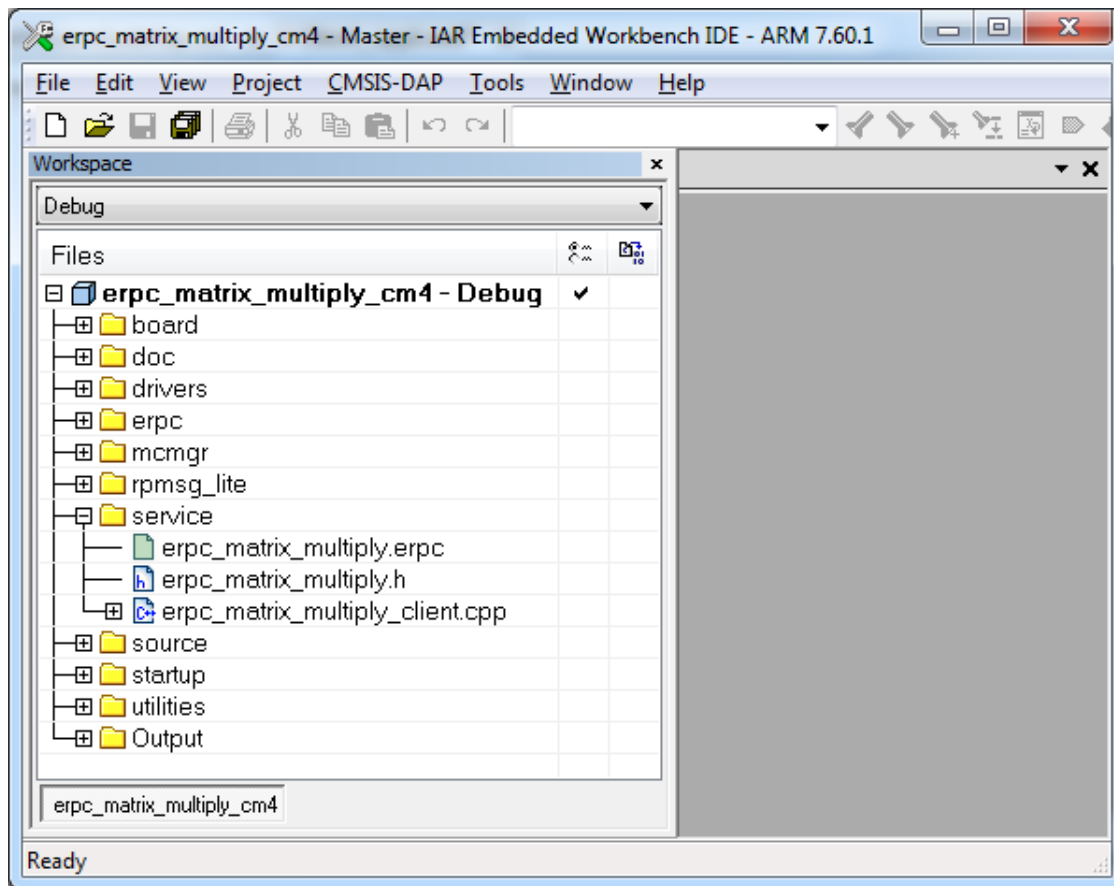 erpc_matrix_multiply_cm4 - Master - IAR Embedded Workbench IDE - ARM 7.60.1
File Edit View Project CMSIS-DAP Tools Window Help
Workspace
Debug
Files
erpc_matrix_multiply_cm4 - Debug
board
doc
drivers
erpc
mcmgr
rpmsg_lite
service
erpc_matrix_multiply.erpc
erpc_matrix_multiply.h
erpc_matrix_multiply_client.cpp
source
startup
utilities
Output
erpc_matrix_multiply_cm4
Ready